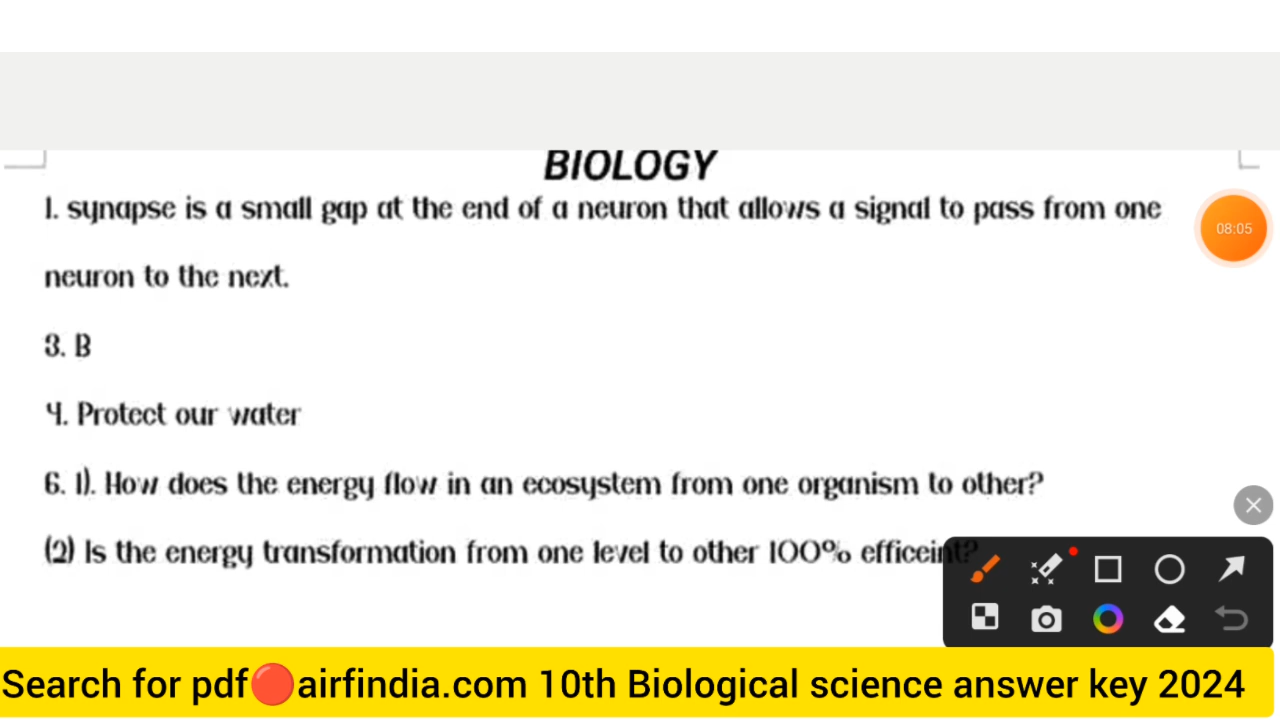 BIOLOGY
1. synapse is a small gap at the end of a neuron that allows a signal to pass from one
08:05
neuron to the next.
3. B
4. Protect our water
6. 1). How does the energy flow in an ecosystem from one organism to other?
(2) Is the energy transformation from one level to other 100% efficeint?
Search for pdf🔴airfindia.com 10th Biological science answer key 2024